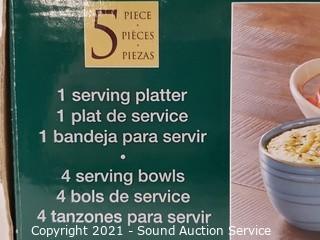 5 PIECE
·
PIÈCES
·
PIEZAS
1 serving platter
1 plat de service
1 bandeja para servir
•
4 serving bowls
4 bols de service
4 tanzones para servir
Copyright 2021 - Sound Auction Service